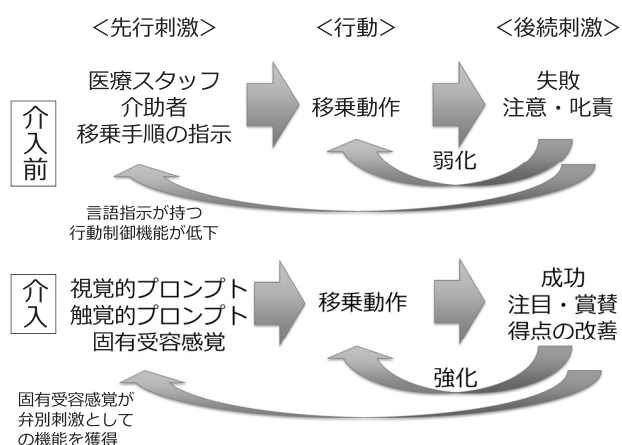 <先行刺激>
<行動>
<後続刺激>
介入前
医療スタッフ
介助者
移乗手順の指示
移乗動作
失敗
注意・叱責
弱化
言語指示が持つ
行動制御機能が低下
介入
視覚的プロンプト
触覚的プロンプト
固有受容感覚
移乗動作
成功
注目・賞賛
得点の改善
強化
固有受容感覚が
弁別刺激として
の機能を獲得